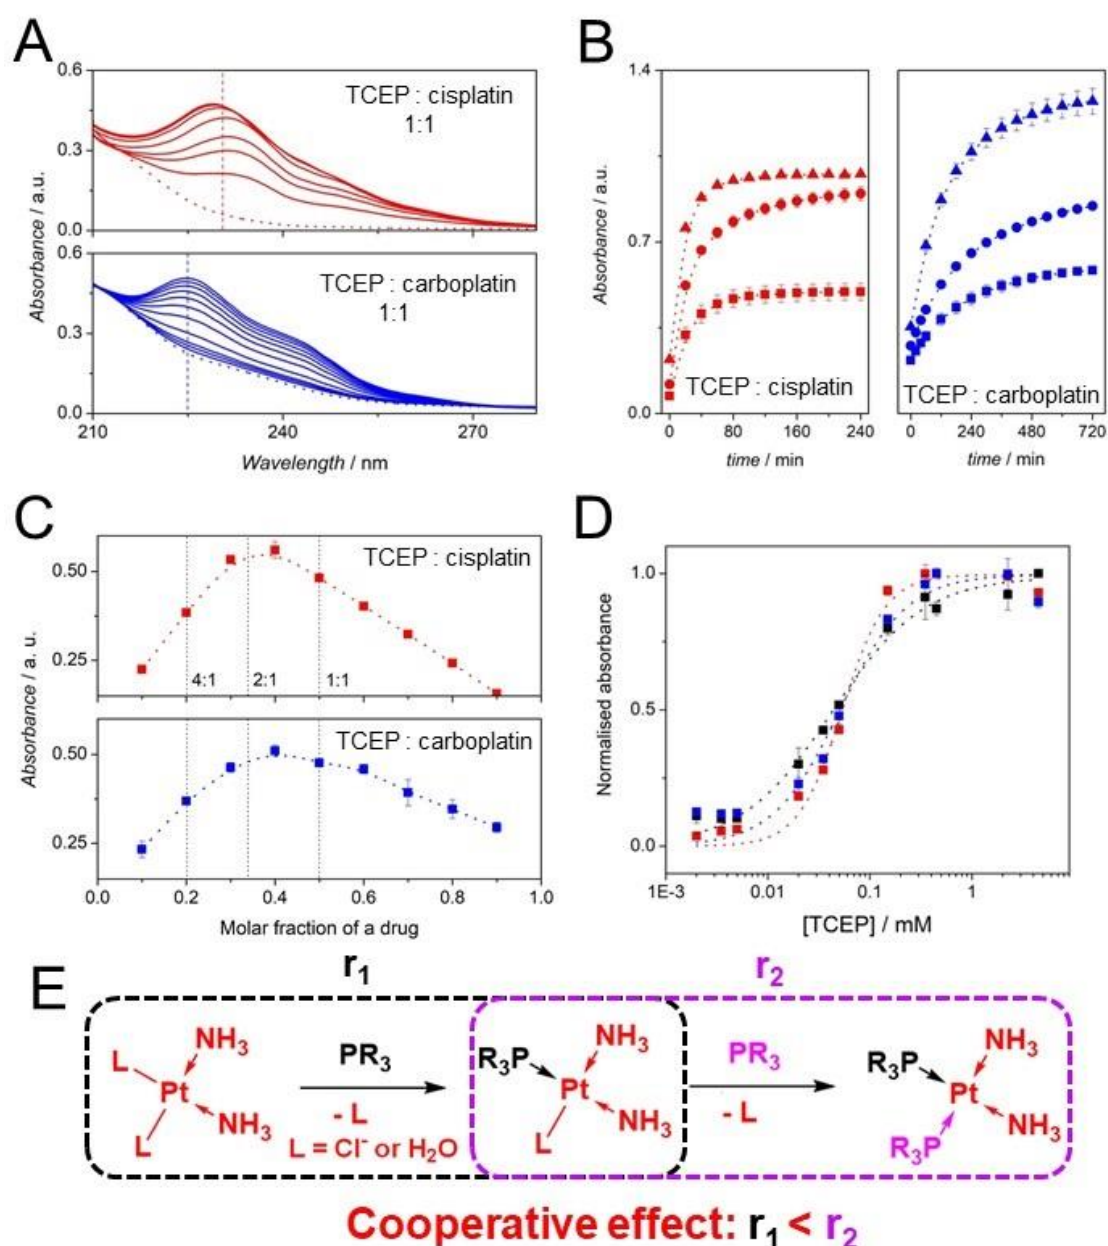 A
0.6
TCEP : cisplatin
1:1
0.3
0.0
210
240
270
0.6
TCEP : carboplatin
1:1
0.3
0.0
210
240
270
Absorbance / a.u.
Wavelength / nm
B
1.4
0.7
0.0
Absorbance / a.u.
TCEP : cisplatin
0
80
160
240
time / min
TCEP : carboplatin
0
240
480
720
time / min
C
TCEP : cisplatin
0.50
0.25
4:1
2:1
1:1
TCEP : carboplatin
0.50
0.25
0.0
0.2
0.4
0.6
0.8
1.0
Absorbance / a. u.
Molar fraction of a drug
D
1.0
0.5
0.0
Normalised absorbance
1E-3
0.01
0.1
1
[TCEP] / mM
E
r1
r2
L
NH3
Pt
L
NH3
PR3
- L
L = Cl- or H2O
R3P
NH3
Pt
L
NH3
PR3
- L
R3P
NH3
Pt
R3P
NH3
Cooperative effect: r1 < r2